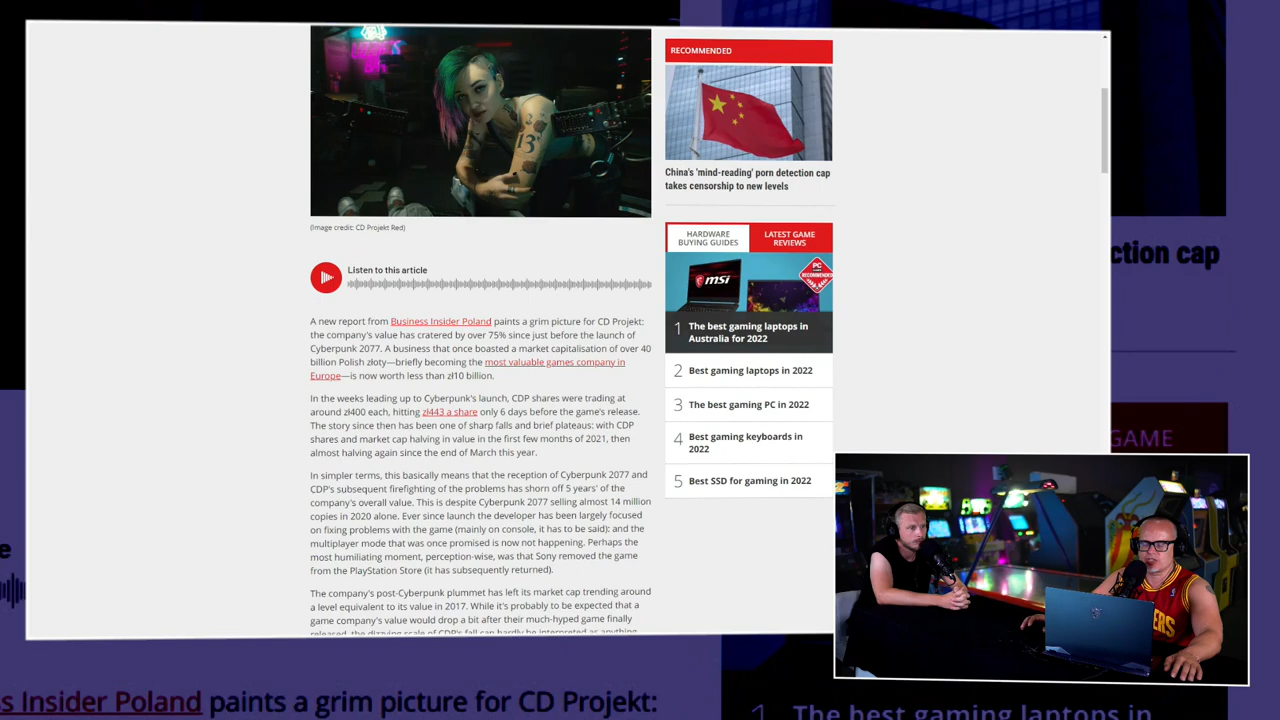 (Image credit: CD Projekt Red)
Listen to this article
A new report from Business Insider Poland paints a grim picture for CD Projekt:
the company's value has cratered by over 75% since just before the launch of
Cyberpunk 2077. A business that once boasted a market capitalisation of over 40
billion Polish złoty—briefly becoming the most valuable games company in
Europe—is now worth less than zł10 billion.
In the weeks leading up to Cyberpunk's launch, CDP shares were trading at
around zł400 each, hitting zł443 a share only 6 days before the game's release.
The story since then has been one of sharp falls and brief plateaus: with CDP
shares and market cap halving in value in the first few months of 2021, then
almost halving again since the end of March this year.
In simpler terms, this basically means that the reception of Cyberpunk 2077 and
CDP's subsequent firefighting of the problems has shorn off 5 years' of the
company's overall value. This is despite Cyberpunk 2077 selling almost 14 million
copies in 2020 alone. Ever since launch the developer has been largely focused
on fixing problems with the game (mainly on console, it has to be said): and the
multiplayer mode that was once promised is now not happening. Perhaps the
most humiliating moment, perception-wise, was that Sony removed the game
from the PlayStation Store (it has subsequently returned).
The company's post-Cyberpunk plummet has left its market cap trending around
a level equivalent to its value in 2017. While it's probably to be expected that a
game company's value would drop a bit after their much-hyped game finally
released, the dizzying scale of CDP's fall can hardly be interpreted as anything
RECOMMENDED
China's 'mind-reading' porn detection cap
takes censorship to new levels
HARDWARE
BUYING GUIDES
LATEST GAME
REVIEWS
msi
PC
RECOMMENDED
1 The best gaming laptops in
Australia for 2022
2 Best gaming laptops in 2022
3 The best gaming PC in 2022
4 Best gaming keyboards in
2022
5 Best SSD for gaming in 2022
13
ction cap
GAME
ERS
e
s Insider Poland paints a grim picture for CD Projekt:
1 The best gaming laptops in